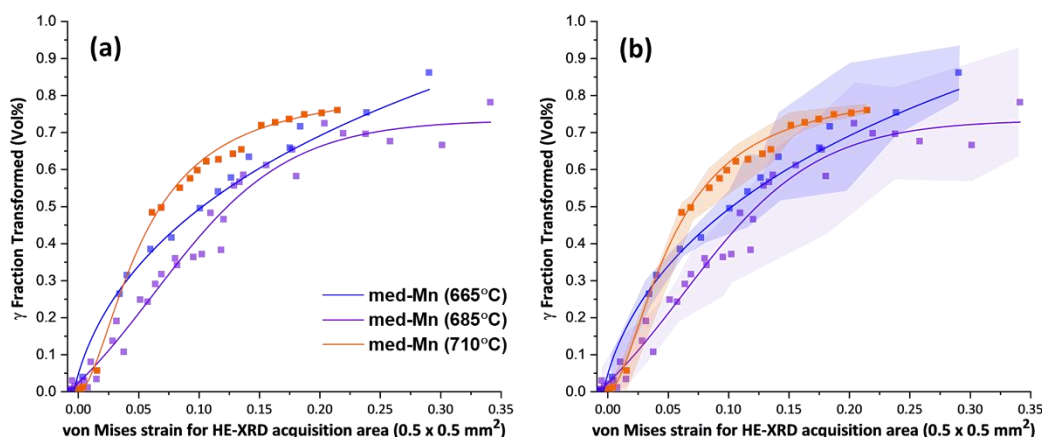 (a)
γ Fraction Transformed (Vol%)
1.0
0.9
0.8
0.7
0.6
0.5
0.4
0.3
0.2
0.1
0.0
med-Mn (665°C)
med-Mn (685°C)
med-Mn (710°C)
0.00 0.05 0.10 0.15 0.20 0.25 0.30 0.35
von Mises strain for HE-XRD acquisition area (0.5 x 0.5 mm²)
(b)
γ Fraction Transformed (Vol%)
1.0
0.9
0.8
0.7
0.6
0.5
0.4
0.3
0.2
0.1
0.0
0.00 0.05 0.10 0.15 0.20 0.25 0.30 0.35
von Mises strain for HE-XRD acquisition area (0.5 x 0.5 mm²)